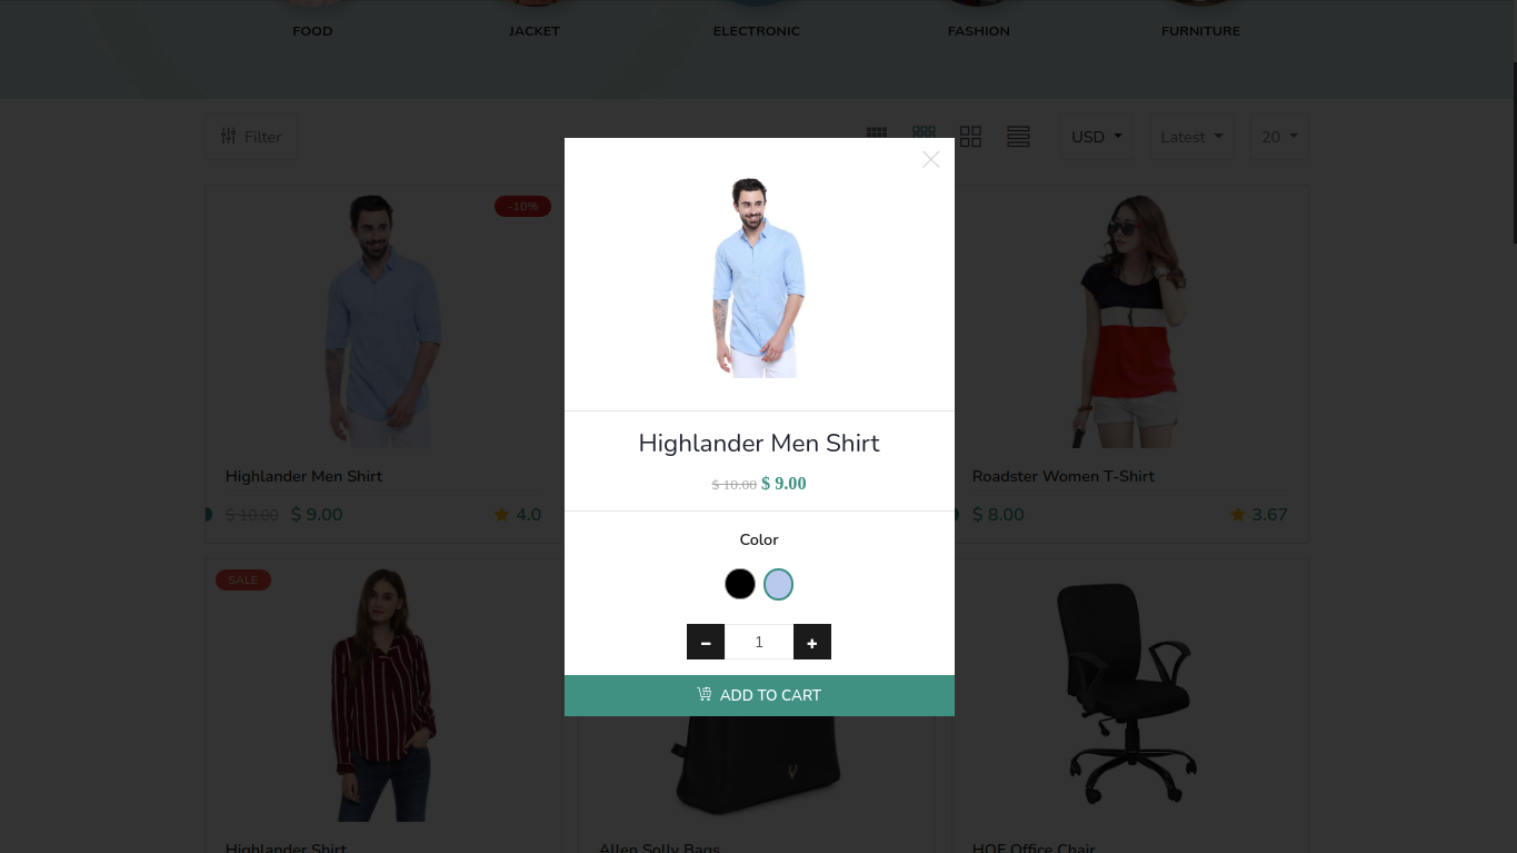 FOOD
JACKET
ELECTRONIC
FASHION
FURNITURE
Filter
USD
Latest
20
-10%
Highlander Men Shirt
$ 10.00 $ 9.00
4.0
Highlander Men Shirt
$ 10.00 $ 9.00
Color
1
ADD TO CART
Roadster Women T-Shirt
$ 8.00
3.67
SALE
Highlander Shirt
Allen Solly Bags
HOF Office Chair